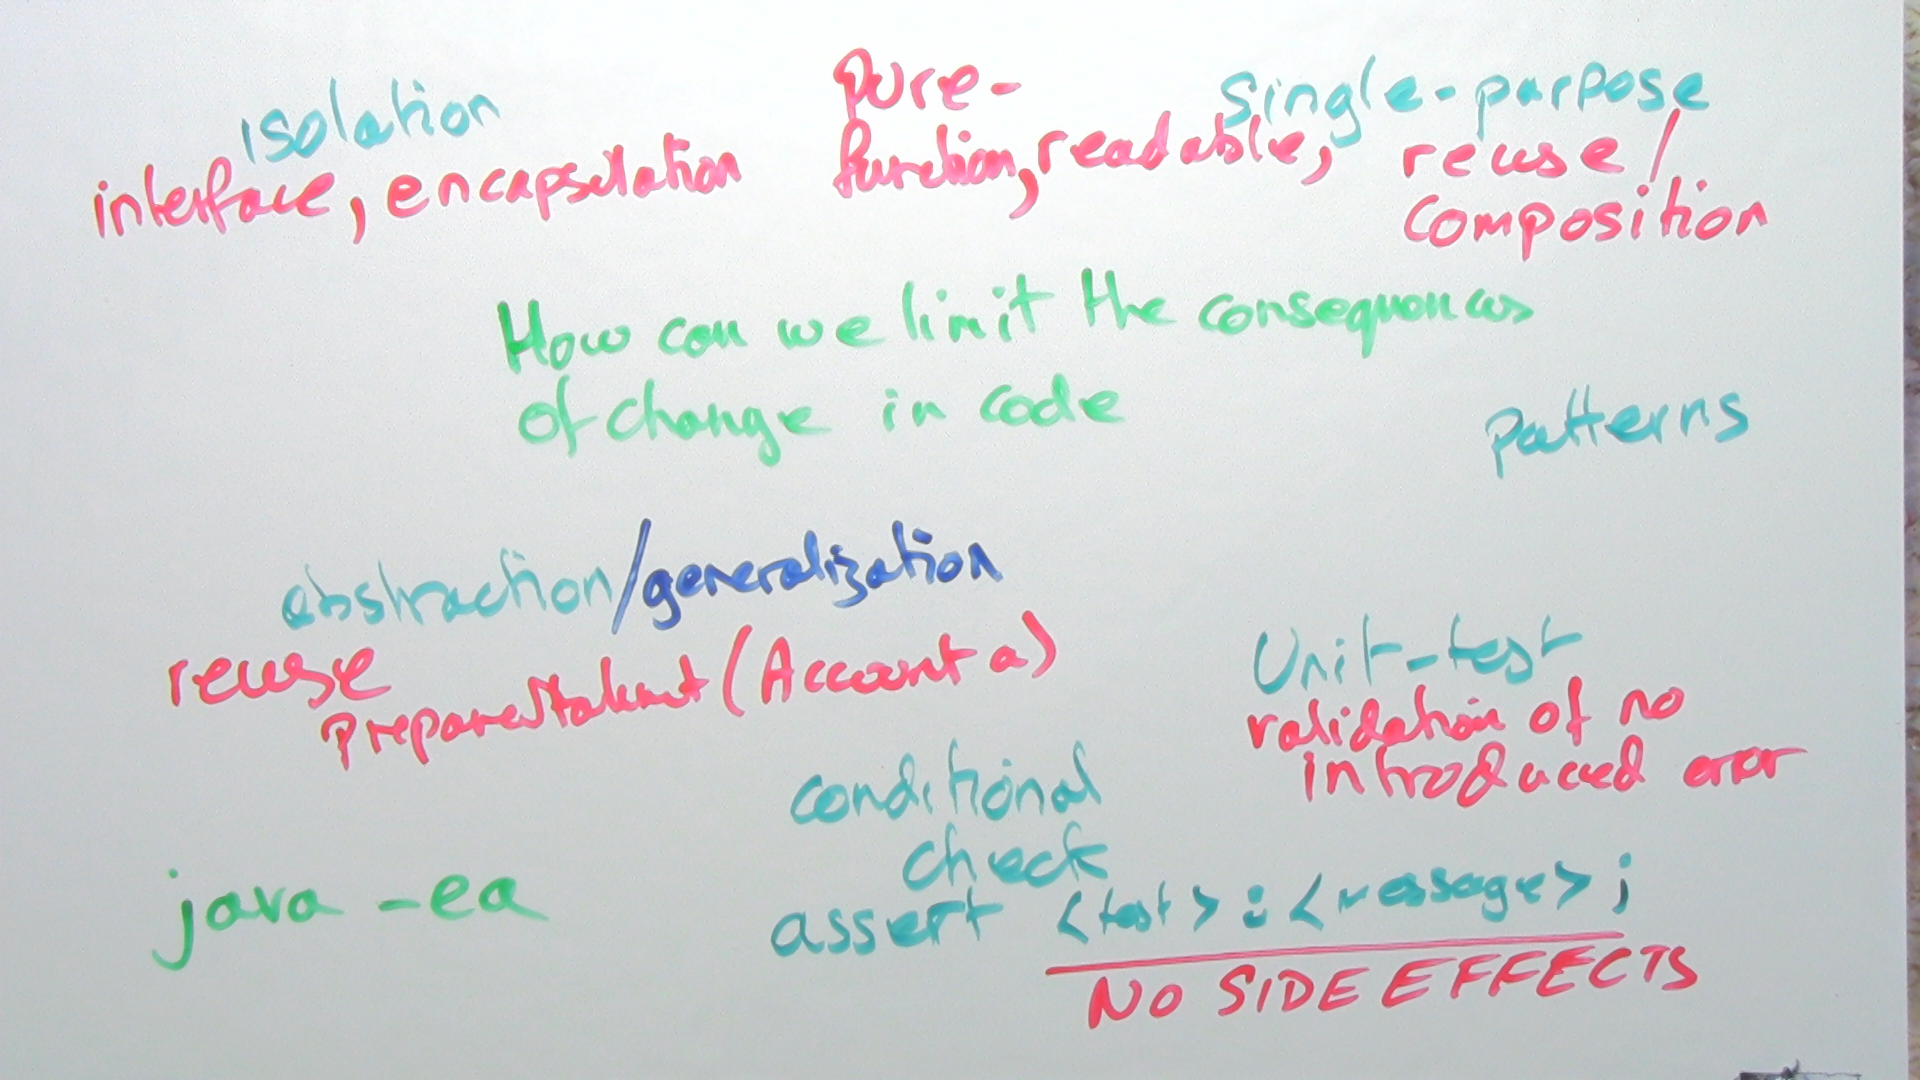 isolation
interface, encapsulation
pure-
function, readable,
single-purpose
reuse/
composition
How can we limit the consequences
of change in code
patterns
abstraction/generalization
reuse
(Account a)
Unit-test
validation of no
introduced error
conditional
check
assert <test> : <message> ;
NO SIDE EFFECTS
java -ea